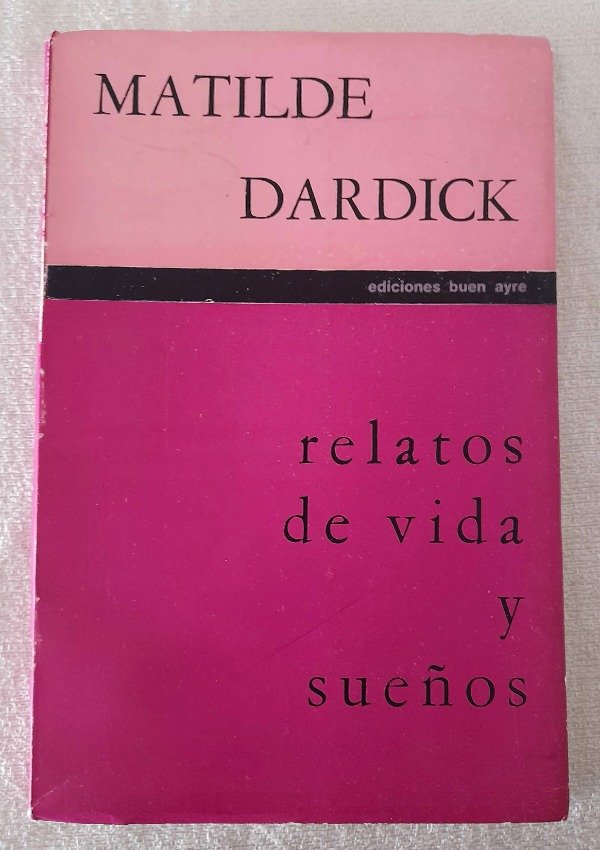 MATILDE
DARDICK
ediciones buen ayre
relatos
de vida
y
sueños